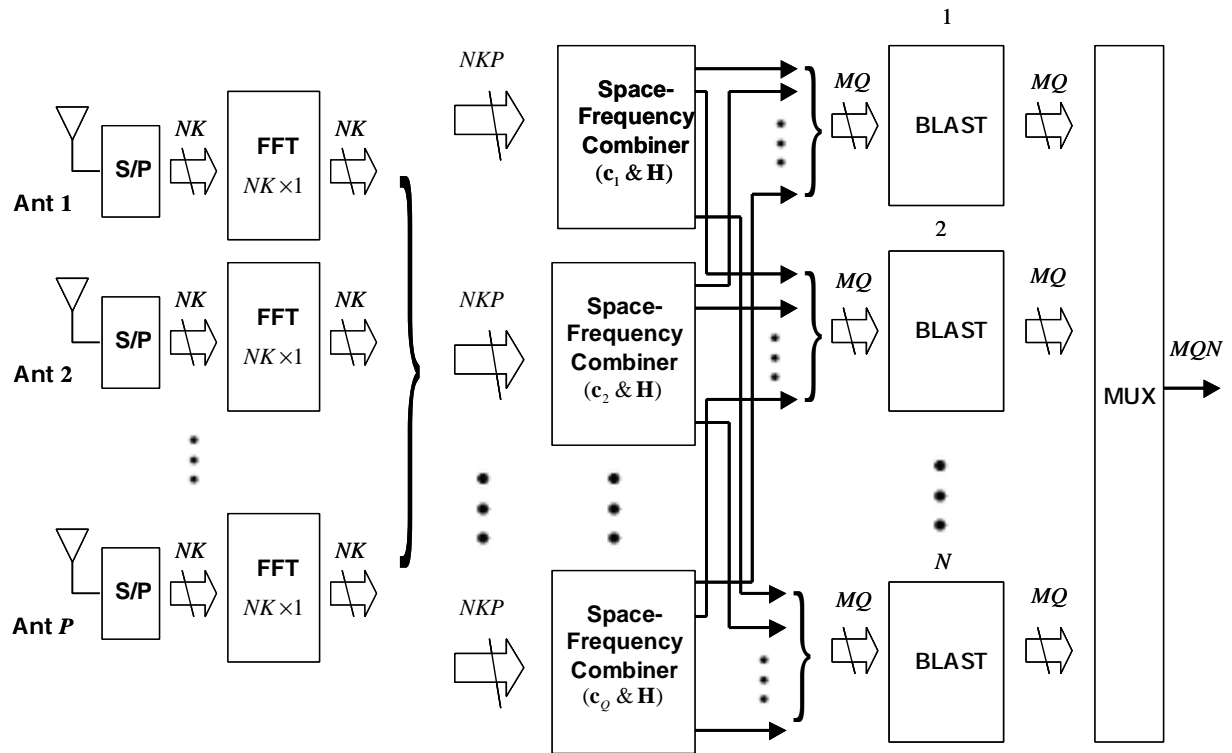 Ant 1
S/P
NK
FFT
NK ×1
NK
Ant 2
S/P
NK
FFT
NK ×1
NK
Ant P
S/P
NK
FFT
NK ×1
NK
NKP
Space-
Frequency
Combiner
(c₁ & H)
NKP
Space-
Frequency
Combiner
(c₂ & H)
NKP
Space-
Frequency
Combiner
(c_Q & H)
1
MQ
BLAST
MQ
2
MQ
BLAST
MQ
N
MQ
BLAST
MQ
MUX
MQN